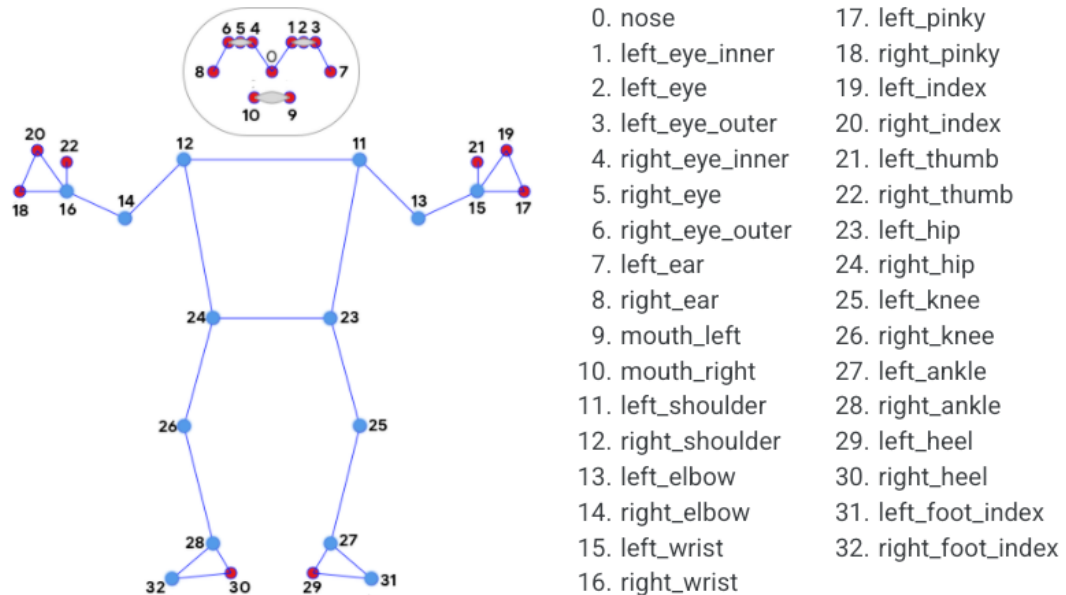 6 5 4 1 2 3
0
8 7
10 9
20 22 12 11 21 19
18 16 14 13 15 17
24 23
26 25
28 27
32 30 29 31
0. nose
1. left_eye_inner
2. left_eye
3. left_eye_outer
4. right_eye_inner
5. right_eye
6. right_eye_outer
7. left_ear
8. right_ear
9. mouth_left
10. mouth_right
11. left_shoulder
12. right_shoulder
13. left_elbow
14. right_elbow
15. left_wrist
16. right_wrist
17. left_pinky
18. right_pinky
19. left_index
20. right_index
21. left_thumb
22. right_thumb
23. left_hip
24. right_hip
25. left_knee
26. right_knee
27. left_ankle
28. right_ankle
29. left_heel
30. right_heel
31. left_foot_index
32. right_foot_index